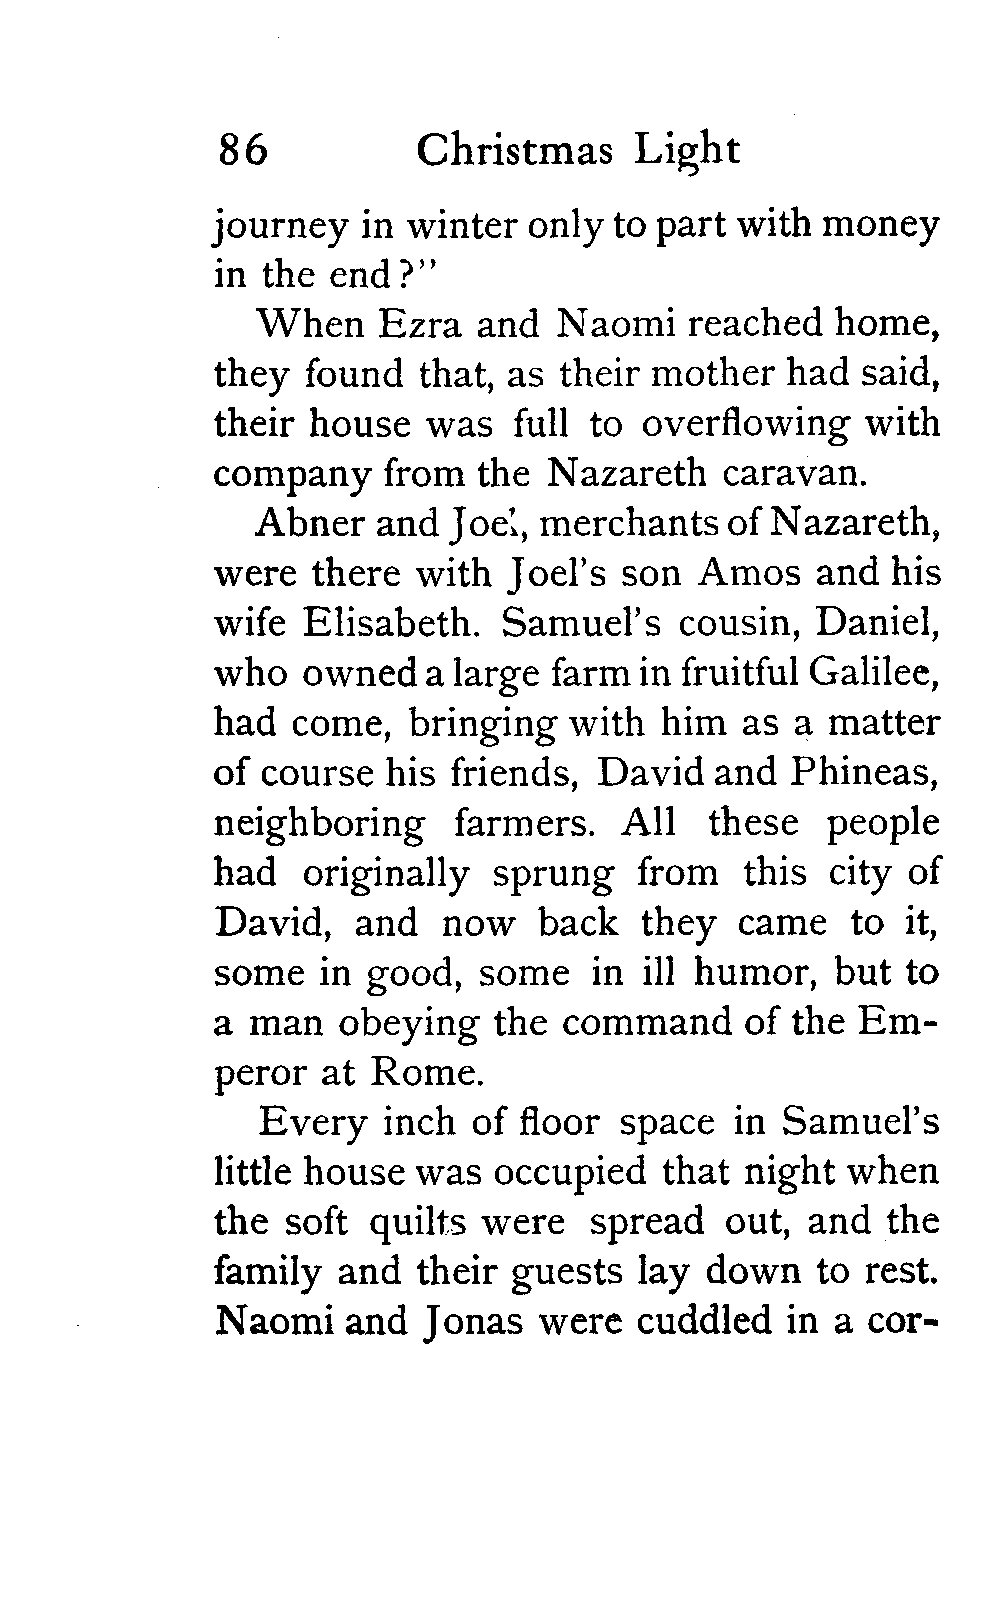 86 Christmas Light
journey in winter only to part with money
in the end?"
When Ezra and Naomi reached home,
they found that, as their mother had said,
their house was full to overflowing with
company from the Nazareth caravan.
Abner and Joel, merchants of Nazareth,
were there with Joel's son Amos and his
wife Elisabeth. Samuel's cousin, Daniel,
who owned a large farm in fruitful Galilee,
had come, bringing with him as a matter
of course his friends, David and Phineas,
neighboring farmers. All these people
had originally sprung from this city of
David, and now back they came to it,
some in good, some in ill humor, but to
a man obeying the command of the Em-
peror at Rome.
Every inch of floor space in Samuel's
little house was occupied that night when
the soft quilts were spread out, and the
family and their guests lay down to rest.
Naomi and Jonas were cuddled in a cor-